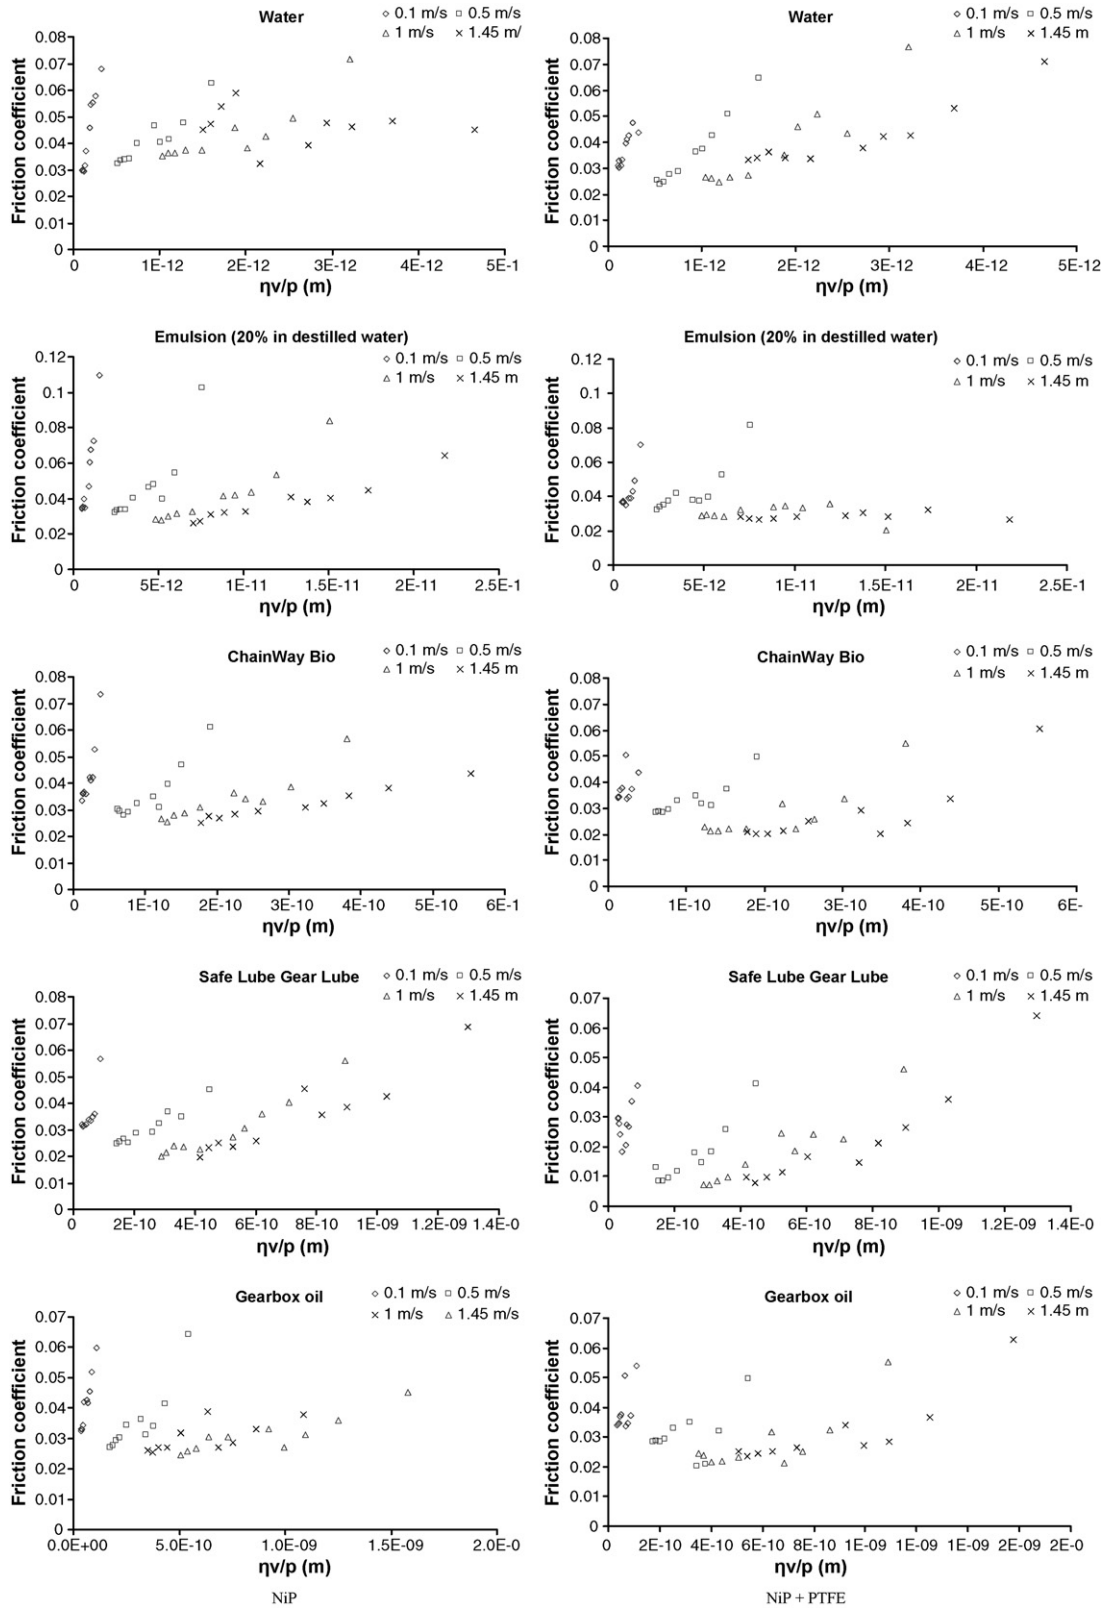 Water
◇ 0.1 m/s □ 0.5 m/s
△ 1 m/s × 1.45 m/
Friction coefficient
0.08
0.07
0.06
0.05
0.04
0.03
0.02
0.01
0
0 1E-12 2E-12 3E-12 4E-12 5E-1
ηv/p (m)
Water
◇ 0.1 m/s □ 0.5 m/s
△ 1 m/s × 1.45 m
Friction coefficient
0.08
0.07
0.06
0.05
0.04
0.03
0.02
0.01
0
0 1E-12 2E-12 3E-12 4E-12 5E-12
ηv/p (m)
Emulsion (20% in destilled water)
◇ 0.1 m/s □ 0.5 m/s
△ 1 m/s × 1.45 m
Friction coefficient
0.12
0.1
0.08
0.06
0.04
0.02
0
0 5E-12 1E-11 1.5E-11 2E-11 2.5E-1
ηv/p (m)
Emulsion (20% in destilled water)
◇ 0.1 m/s □ 0.5 m/s
△ 1 m/s × 1.45 m
Friction coefficient
0.12
0.1
0.08
0.06
0.04
0.02
0
0 5E-12 1E-11 1.5E-11 2E-11 2.5E-1
ηv/p (m)
ChainWay Bio
◇ 0.1 m/s □ 0.5 m/s
△ 1 m/s × 1.45 m
Friction coefficient
0.08
0.07
0.06
0.05
0.04
0.03
0.02
0.01
0
0 1E-10 2E-10 3E-10 4E-10 5E-10 6E-1
ηv/p (m)
ChainWay Bio
◇ 0.1 m/s □ 0.5 m/s
△ 1 m/s × 1.45 m
Friction coefficient
0.08
0.07
0.06
0.05
0.04
0.03
0.02
0.01
0
0 1E-10 2E-10 3E-10 4E-10 5E-10 6E-
ηv/p (m)
Safe Lube Gear Lube
◇ 0.1 m/s □ 0.5 m/s
△ 1 m/s × 1.45 m
Friction coefficient
0.08
0.07
0.06
0.05
0.04
0.03
0.02
0.01
0
0 2E-10 4E-10 6E-10 8E-10 1E-09 1.2E-09 1.4E-0
ηv/p (m)
Safe Lube Gear Lube
◇ 0.1 m/s □ 0.5 m/s
△ 1 m/s × 1.45 m
Friction coefficient
0.07
0.06
0.05
0.04
0.03
0.02
0.01
0
0 2E-10 4E-10 6E-10 8E-10 1E-09 1.2E-09 1.4E-0
ηv/p (m)
Gearbox oil
◇ 0.1 m/s □ 0.5 m/s
× 1 m/s △ 1.45 m/s
Friction coefficient
0.07
0.06
0.05
0.04
0.03
0.02
0.01
0
0.0E+00 5.0E-10 1.0E-09 1.5E-09 2.0E-0
ηv/p (m)
Gearbox oil
◇ 0.1 m/s □ 0.5 m/s
△ 1 m/s × 1.45 m
Friction coefficient
0.07
0.06
0.05
0.04
0.03
0.02
0.01
0
0 2E-10 4E-10 6E-10 8E-10 1E-09 1E-09 1E-09 2E-09 2E-0
ηv/p (m)
NiP
NiP + PTFE